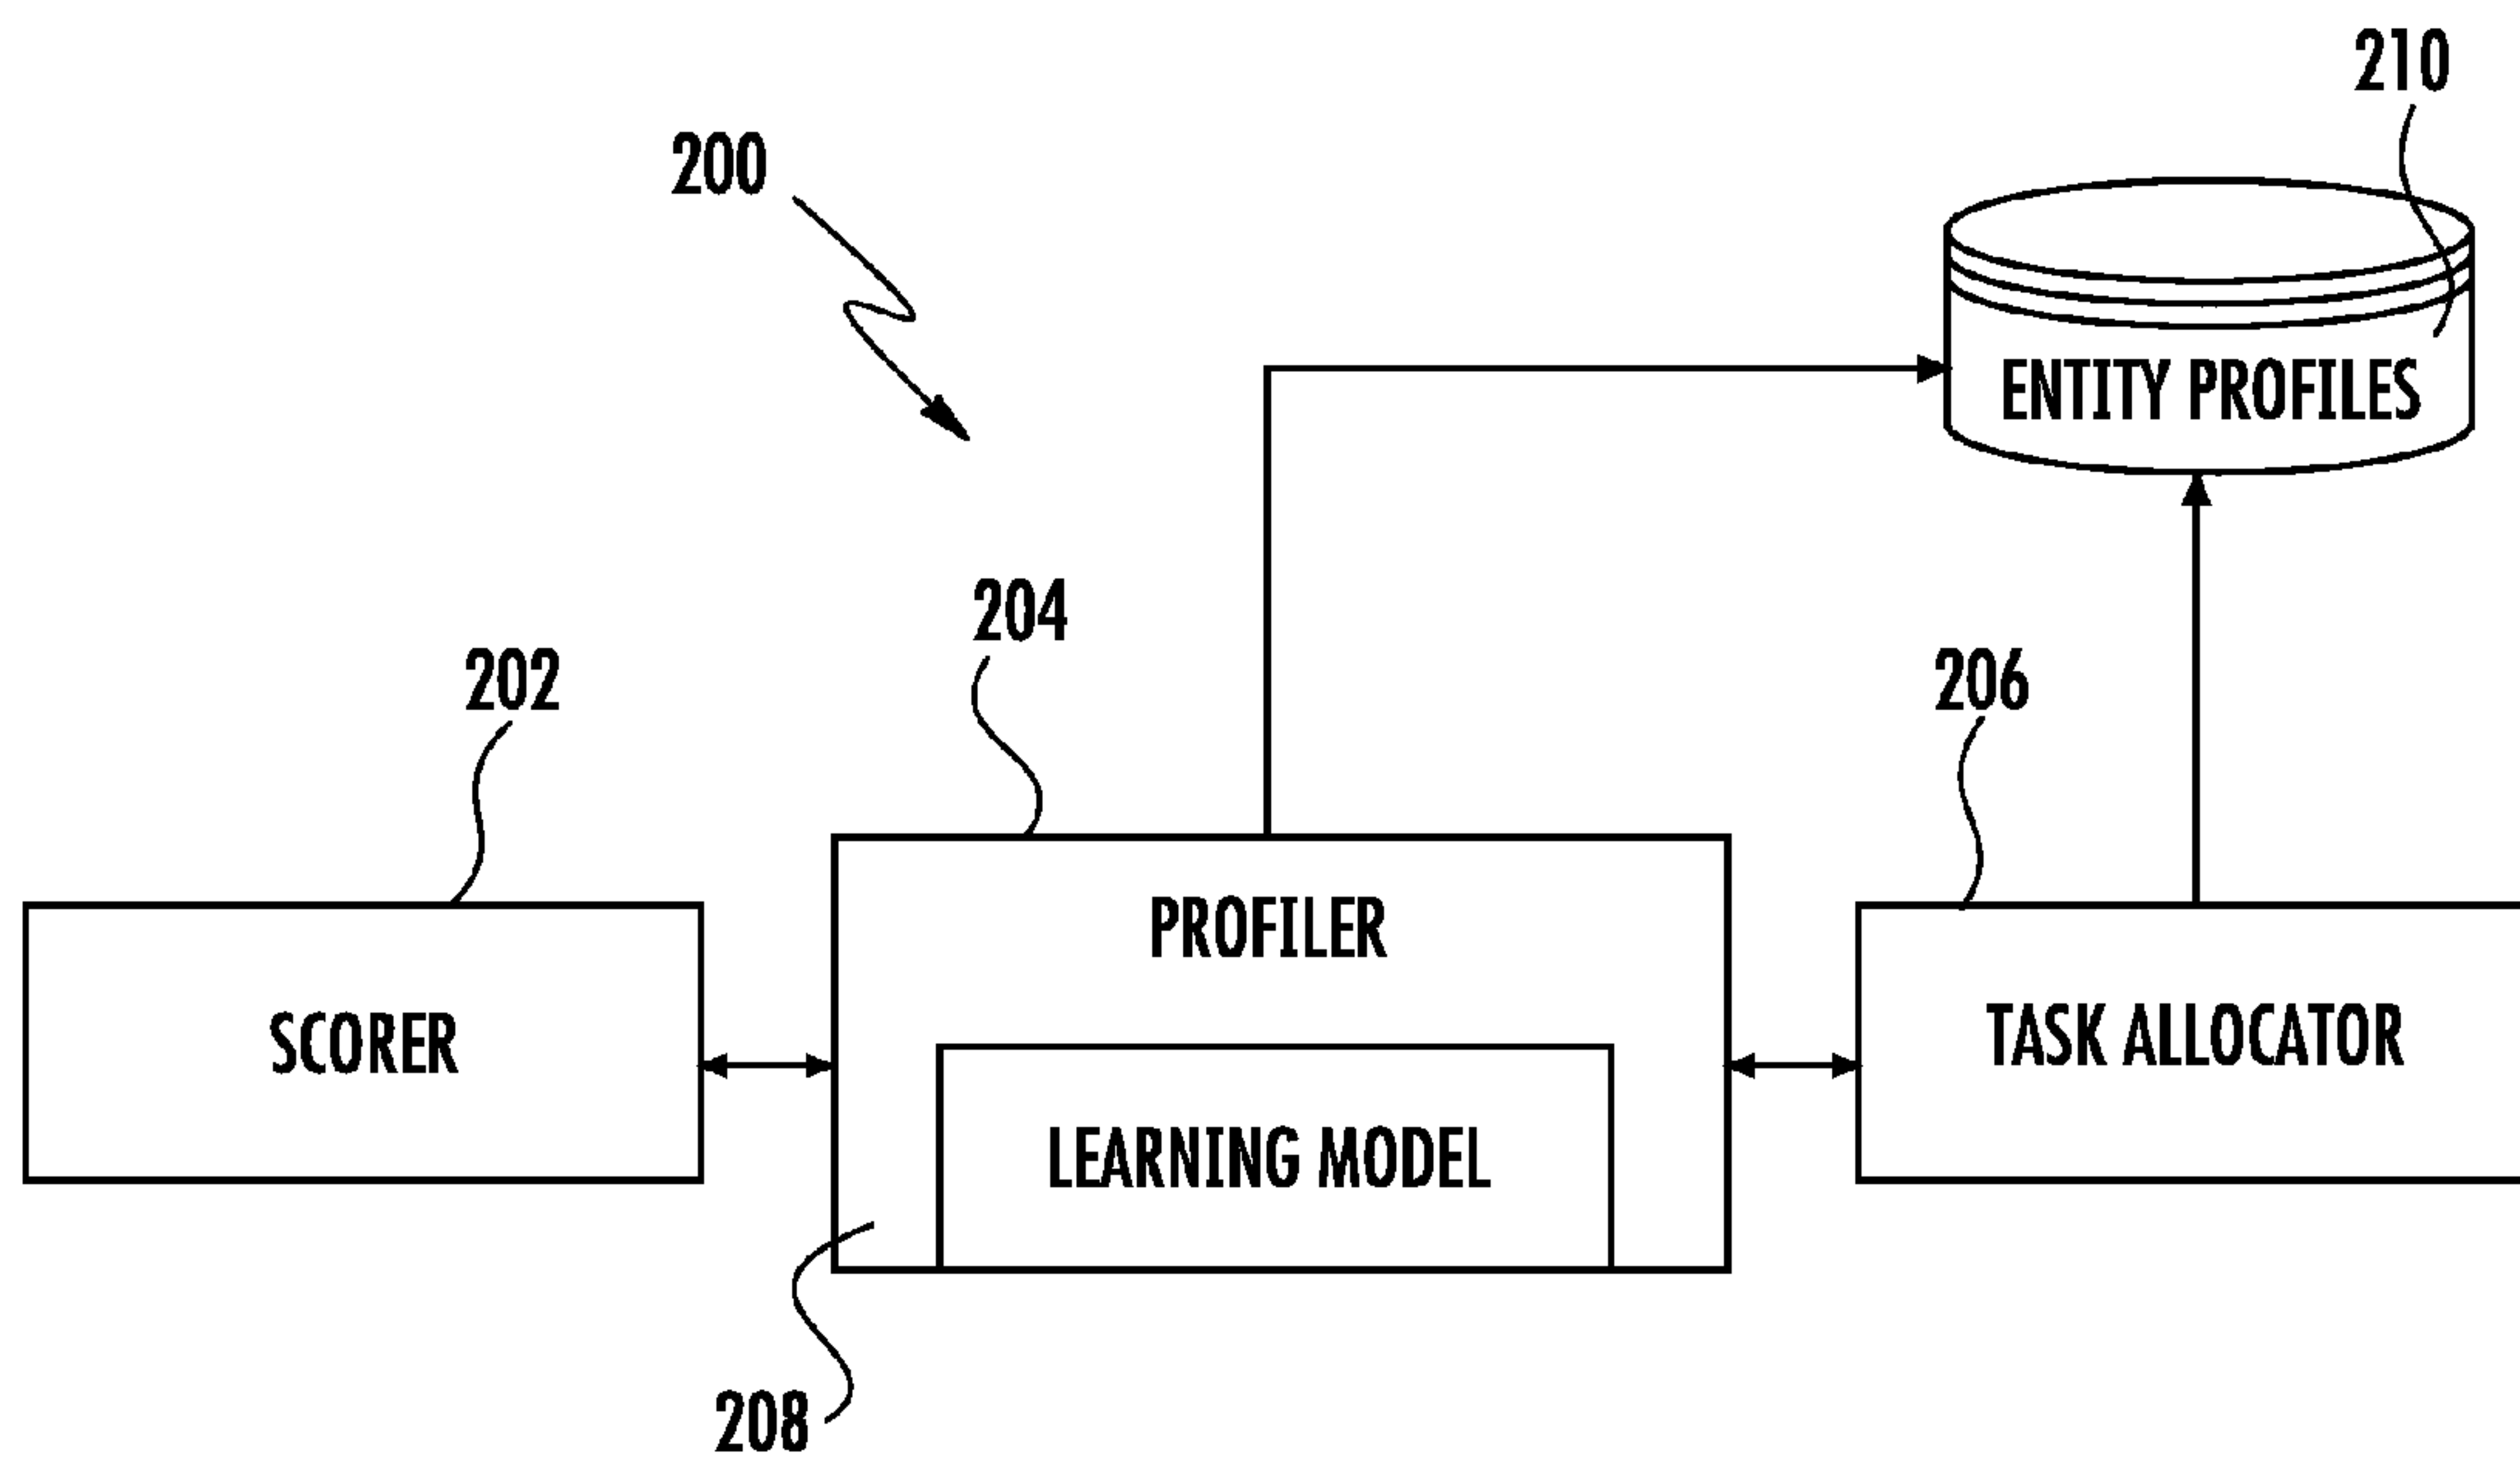 210
200
ENTITY PROFILES
204
202
206
PROFILER
SCORER
TASK ALLOCATOR
LEARNING MODEL
208